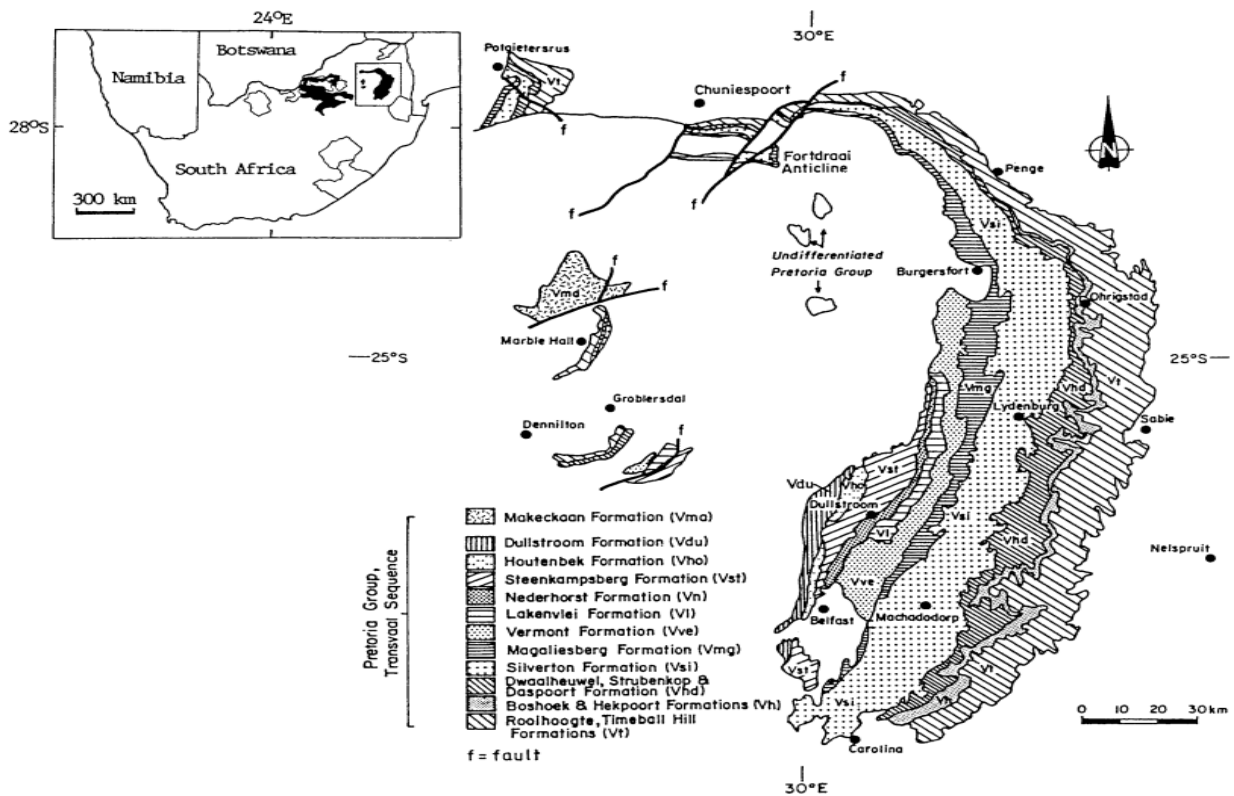 24°E
Botswana
Namibia
28°S
South Africa
300 km
30°E
Potgietersrus
Vt
f
Chuniespoort
f
f
Fortdraai
Anticline
f
f
N
Penge
Vsi
Undifferentiated
Pretoria Group
Burgersfort
Ohrigstad
f
f
Vmd
Marble Hall
25°S
25°S
Vmg
Vhd
Vt
Lydenburg
Sabie
Groblersdal
Dennilton
f
Vst
Vdu
Vho
Dullstroom
Vl
Vsi
Vhd
Nelspruit
Vve
Belfast
Machadodorp
Vst
Vt
Vsi
Vh
Carolina
0 10 20 30 km
30°E
Pretoria Group,
Transvaal Sequence
Makeckaan Formation (Vma)
Dullstroom Formation (Vdu)
Houtenbek Formation (Vho)
Steenkampsberg Formation (Vst)
Nederhorst Formation (Vn)
Lakenvlei Formation (Vl)
Vermont Formation (Vve)
Magaliesberg Formation (Vmg)
Silverton Formation (Vsi)
Dwaalheuwel, Strubenkop &
Daspoort Formation (Vhd)
Boshoek & Hekpoort Formations (Vh)
Rooihoogte, Timeball Hill
Formations (Vt)
f = fault